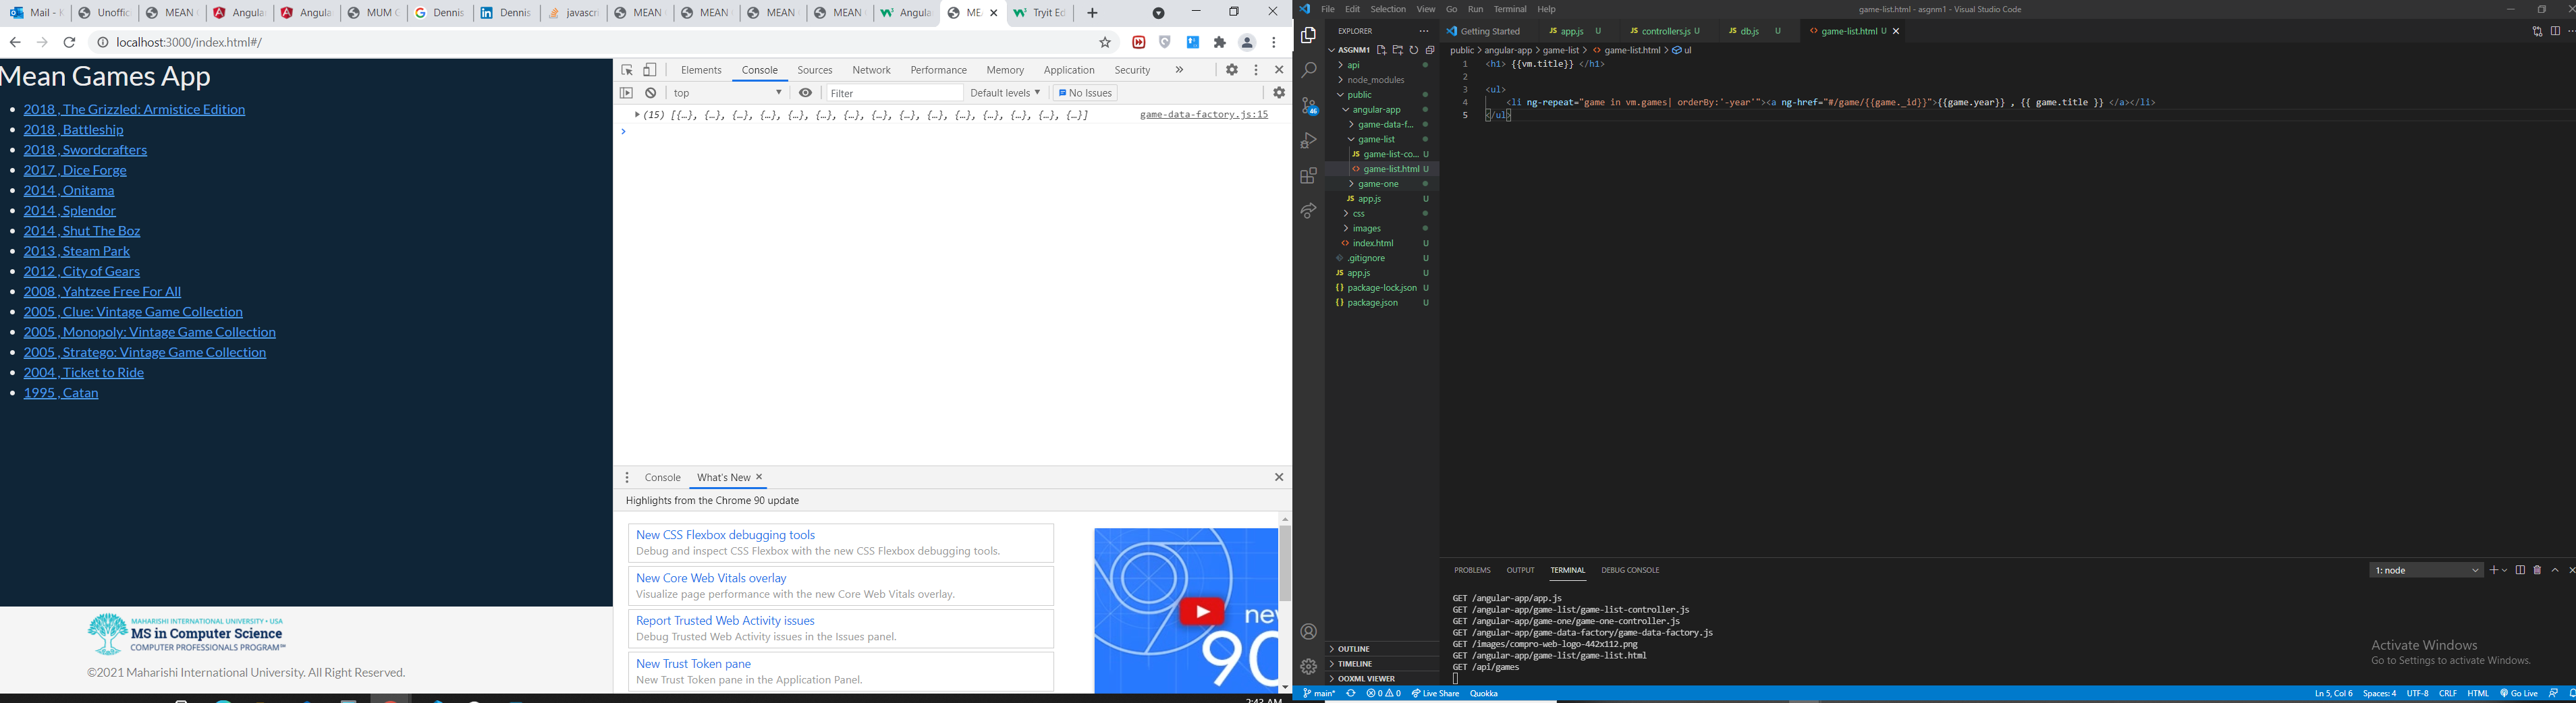 Mail - K
Unoffic
MEAN
Angula
Angula
MUM C
MEAN
Dennis
Dennis
javascri
MEAN
MEAN
MEAN
MEAN
Angula
ME
Tryit Ed
localhost:3000/index.html#/
Mean Games App
2018 , The Grizzled: Armistice Edition
2018 , Battleship
2018 , Swordcrafters
2017 , Dice Forge
2014 , Onitama
2014 , Splendor
2014 , Shut The Boz
2013 , Steam Park
2012 , City of Gears
2008 , Yahtzee Free For All
2005 , Clue: Vintage Game Collection
2005 , Monopoly: Vintage Game Collection
2005 , Stratego: Vintage Game Collection
2004 , Ticket to Ride
1995 , Catan
MAHARISHI INTERNATIONAL UNIVERSITY • USA
MS in Computer Science
COMPUTER PROFESSIONALS PROGRAM℠
©2021 Maharishi International University. All Right Reserved.
Elements Console Sources Network Performance Memory Application Security »
top Filter Default levels ▼ No Issues
(15) [{…}, {…}, {…}, {…}, {…}, {…}, {…}, {…}, {…}, {…}, {…}, {…}, {…}, {…}, {…}] game-data-factory.js:15
Console What's New
Highlights from the Chrome 90 update
New CSS Flexbox debugging tools
Debug and inspect CSS Flexbox with the new CSS Flexbox debugging tools.
New Core Web Vitals overlay
Visualize page performance with the new Core Web Vitals overlay.
Report Trusted Web Activity issues
Debug Trusted Web Activity issues in the Issues panel.
New Trust Token pane
New Trust Token pane in the Application Panel.
new
90
2:43 AM
File Edit Selection View Go Run Terminal Help
game-list.html - asgnm1 - Visual Studio Code
EXPLORER
ASGNM1
api
node_modules
public
angular-app
game-data-f...
game-list
game-list-co... U
game-list.html U
game-one
app.js U
css
images
index.html U
.gitignore U
app.js U
package-lock.json U
package.json U
OUTLINE
TIMELINE
OOXML VIEWER
46
Getting Started
app.js U
controllers.js U
db.js U
game-list.html U
public > angular-app > game-list > game-list.html > ul
1 <h1> {{vm.title}} </h1>
2
3 <ul>
4 <li ng-repeat="game in vm.games| orderBy:'-year'"><a ng-href="#/game/{{game._id}}">{{game.year}} , {{ game.title }} </a></li>
5 </ul>
PROBLEMS OUTPUT TERMINAL DEBUG CONSOLE
1: node
GET /angular-app/app.js
GET /angular-app/game-list/game-list-controller.js
GET /angular-app/game-one/game-one-controller.js
GET /angular-app/game-data-factory/game-data-factory.js
GET /images/compro-web-logo-442x112.png
GET /angular-app/game-list/game-list.html
GET /api/games
Activate Windows
Go to Settings to activate Windows.
main* 0 0 Live Share Quokka
Ln 5, Col 6 Spaces: 4 UTF-8 CRLF HTML Go Live